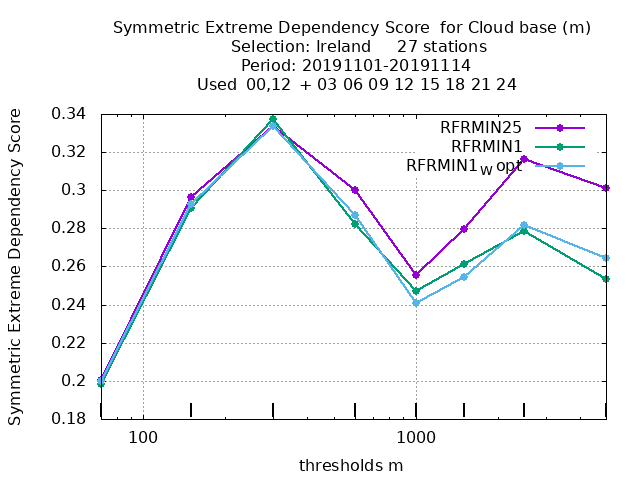 Symmetric Extreme Dependency Score for Cloud base (m)
Selection: Ireland 27 stations
Period: 20191101-20191114
Used 00,12 + 03 06 09 12 15 18 21 24
Symmetric Extreme Dependency Score
0.34
0.32
0.3
0.28
0.26
0.24
0.22
0.2
0.18
RFRMIN25
RFRMIN1
RFRMIN1W opt
100
1000
thresholds m